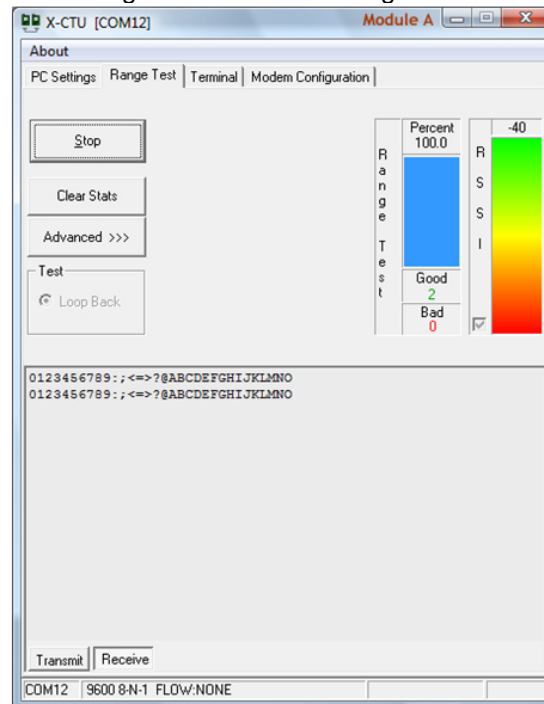 X-CTU [COM12]
Module A
About
PC Settings
Range Test
Terminal
Modem Configuration
Stop
Clear Stats
Advanced >>>
Test
Loop Back
Range Test
Percent
100.0
Good
2
Bad
0
RSSI
-40
0123456789:;<=>?@ABCDEFGHIJKLMNO
0123456789:;<=>?@ABCDEFGHIJKLMNO
Transmit
Receive
COM12
9600 8-N-1 FLOW:NONE